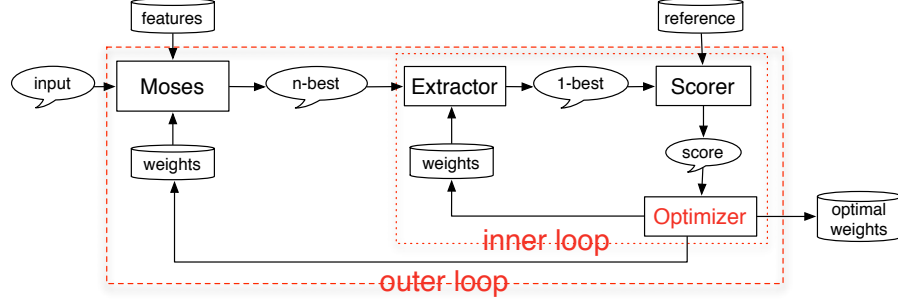 features
reference
input
Moses
n-best
Extractor
1-best
Scorer
weights
weights
score
Optimizer
optimal
weights
inner loop
outer loop